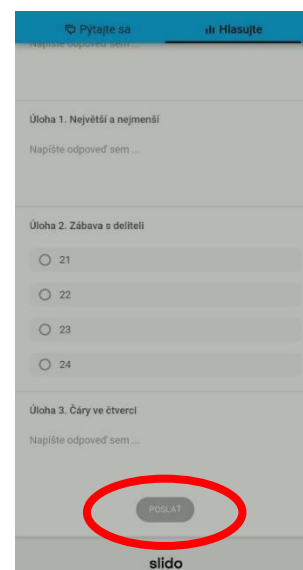 Pýtajte sa
Hlasujte
Napíšte odpoveď sem ...
Úloha 1. Největší a nejmenší
Napíšte odpoveď sem ...
Úloha 2. Zábava s deliteli
21
22
23
24
Úloha 3. Čáry ve čtverci
Napíšte odpoveď sem ...
POSLAŤ
slido